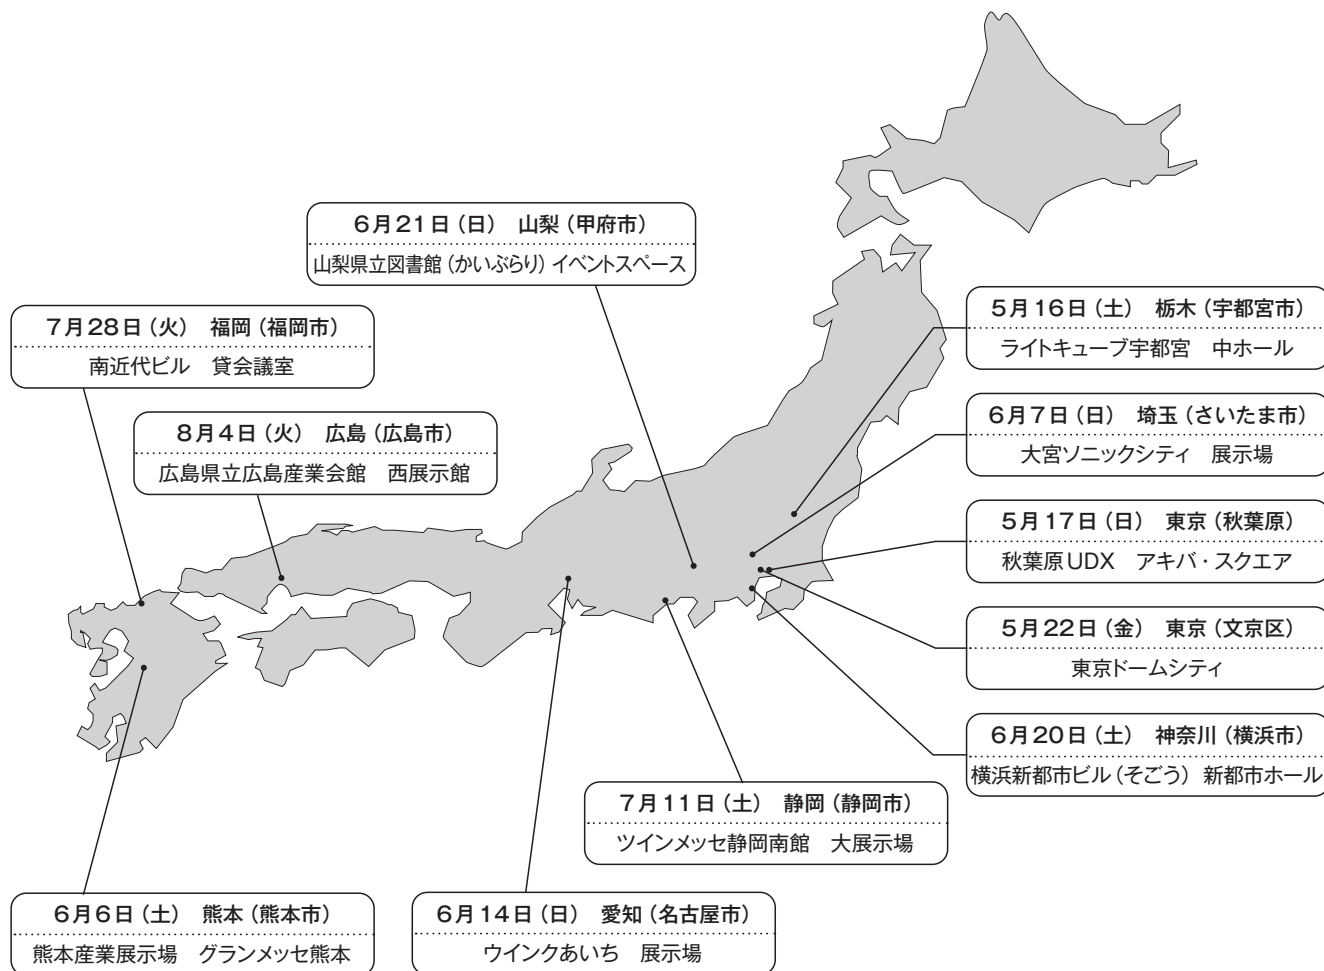 6月21日（日）　山梨（甲府市）
山梨県立図書館（かいぶらり）イベントスペース
7月28日（火）　福岡（福岡市）
南近代ビル　貸会議室
8月4日（火）　広島（広島市）
広島県立広島産業会館　西展示館
5月16日（土）　栃木（宇都宮市）
ライトキューブ宇都宮　中ホール
6月7日（日）　埼玉（さいたま市）
大宮ソニックシティ　展示場
5月17日（日）　東京（秋葉原）
秋葉原UDX　アキバ・スクエア
5月22日（金）　東京（文京区）
東京ドームシティ
6月20日（土）　神奈川（横浜市）
横浜新都市ビル（そごう）新都市ホール
7月11日（土）　静岡（静岡市）
ツインメッセ静岡南館　大展示場
6月6日（土）　熊本（熊本市）
熊本産業展示場　グランメッセ熊本
6月14日（日）　愛知（名古屋市）
ウインクあいち　展示場